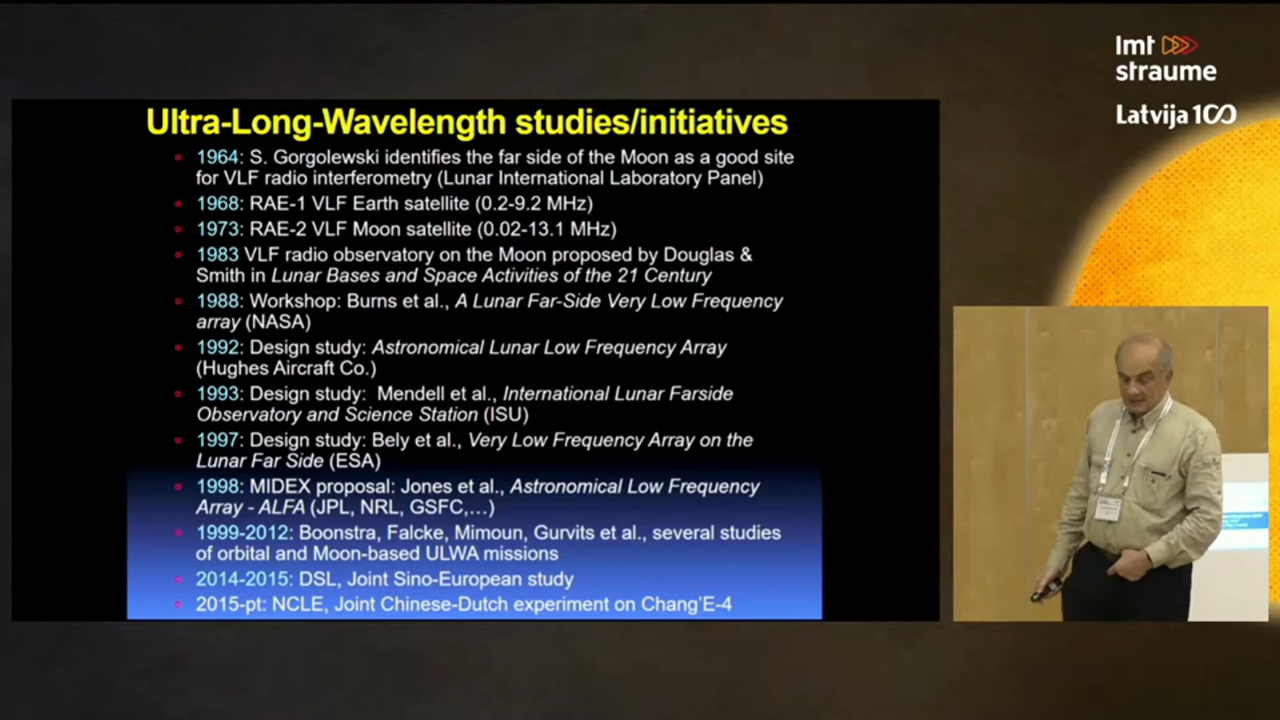 lmt
straume
Latvija 100
Ultra-Long-Wavelength studies/initiatives
1964: S. Gorgolewski identifies the far side of the Moon as a good site
for VLF radio interferometry (Lunar International Laboratory Panel)
1968: RAE-1 VLF Earth satellite (0.2-9.2 MHz)
1973: RAE-2 VLF Moon satellite (0.02-13.1 MHz)
1983 VLF radio observatory on the Moon proposed by Douglas &
Smith in Lunar Bases and Space Activities of the 21 Century
1988: Workshop: Burns et al., A Lunar Far-Side Very Low Frequency
array (NASA)
1992: Design study: Astronomical Lunar Low Frequency Array
(Hughes Aircraft Co.)
1993: Design study: Mendell et al., International Lunar Farside
Observatory and Science Station (ISU)
1997: Design study: Bely et al., Very Low Frequency Array on the
Lunar Far Side (ESA)
1998: MIDEX proposal: Jones et al., Astronomical Low Frequency
Array - ALFA (JPL, NRL, GSFC,...)
1999-2012: Boonstra, Falcke, Mimoun, Gurvits et al., several studies
of orbital and Moon-based ULWA missions
2014-2015: DSL, Joint Sino-European study
2015-pt: NCLE, Joint Chinese-Dutch experiment on Chang'E-4